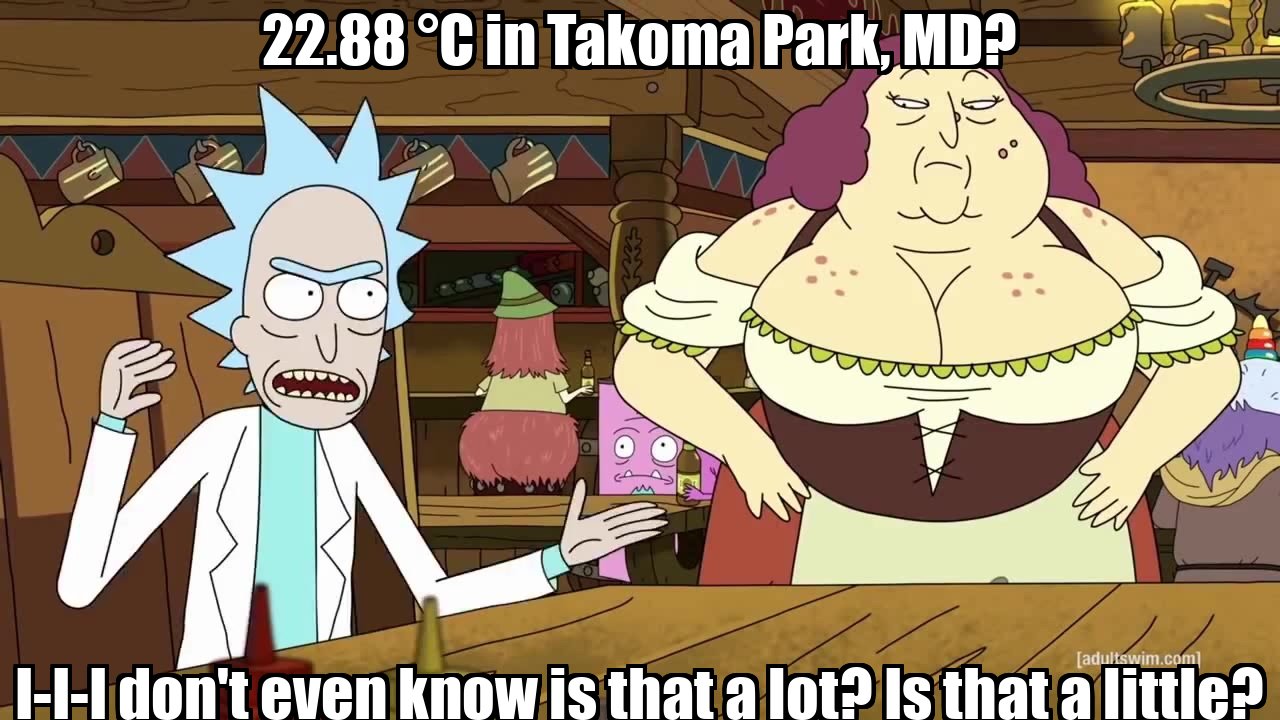 22.88 °C in Takoma Park, MD?
[adultswim.com]
I-I-I don't even know is that a lot? Is that a little?